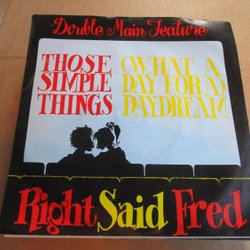 Double Main Feature
THOSE
SIMPLE
THINGS
(WHAT A
DAY FOR A)
DAYDREAM
Right Said Fred